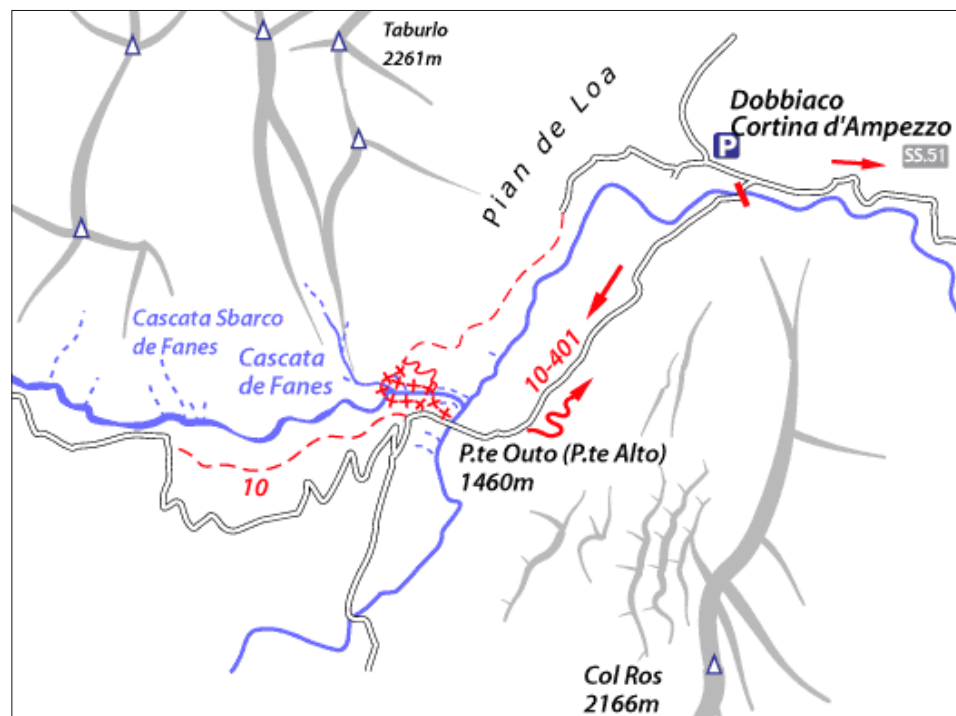 Taburlo
2261m
Pian de Loa
Dobbiaco
Cortina d'Ampezzo
P
SS.51
Cascata Sbarco
de Fanes
Cascata
de Fanes
10-401
P.te Outo (P.te Alto)
1460m
10
Col Ros
2166m